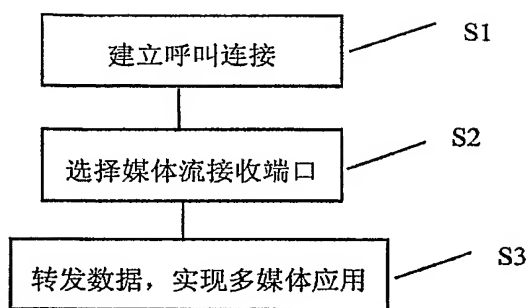 建立呼叫连接
S1
选择媒体流接收端口
S2
转发数据，实现多媒体应用
S3